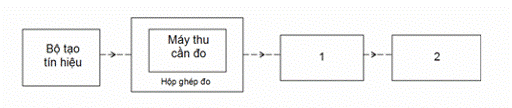 Bộ tạo
tín hiệu
Máy thu
cần đo
Hộp ghép đo
1
2